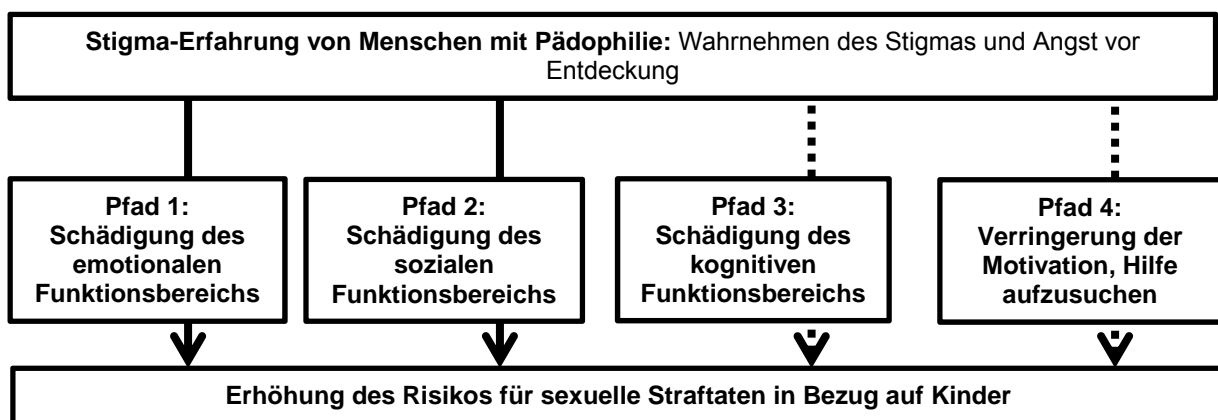 Stigma-Erfahrung von Menschen mit Pädophilie: Wahrnehmen des Stigmas und Angst vor
Entdeckung
Pfad 1:
Schädigung des
emotionalen
Funktionsbereichs
Pfad 2:
Schädigung des
sozialen
Funktionsbereichs
Pfad 3:
Schädigung des
kognitiven
Funktionsbereichs
Pfad 4:
Verringerung der
Motivation, Hilfe
aufzusuchen
Erhöhung des Risikos für sexuelle Straftaten in Bezug auf Kinder